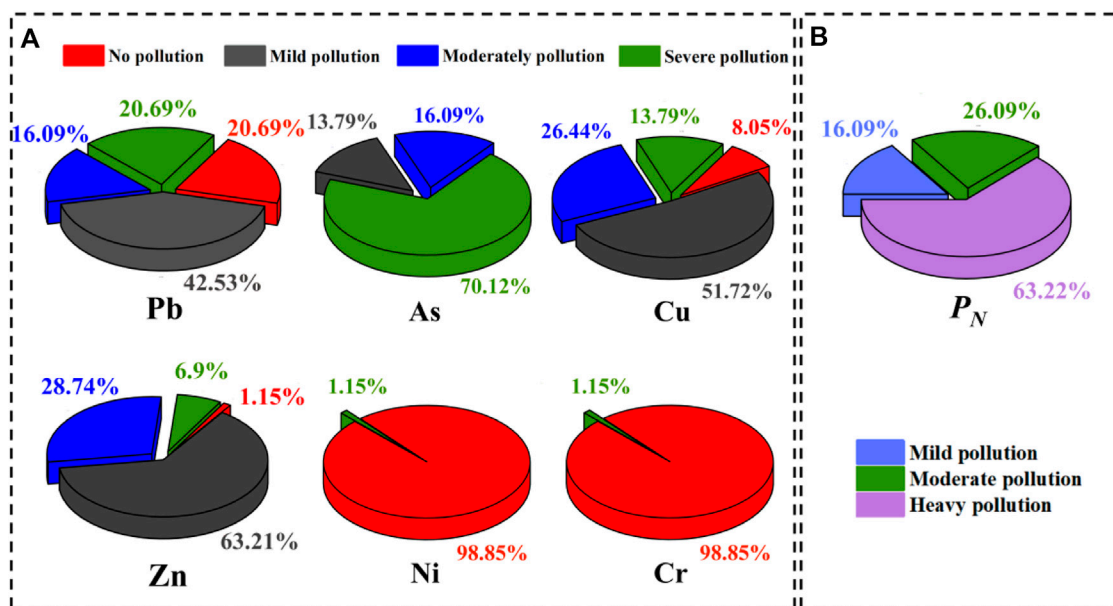 A
No pollution Mild pollution Moderately pollution Severe pollution
20.69%
16.09%
20.69%
42.53%
Pb
13.79%
16.09%
70.12%
As
26.44%
13.79%
8.05%
51.72%
Cu
28.74%
6.9%
1.15%
63.21%
Zn
1.15%
98.85%
Ni
1.15%
98.85%
Cr
B
16.09%
26.09%
63.22%
P_N
Mild pollution
Moderate pollution
Heavy pollution